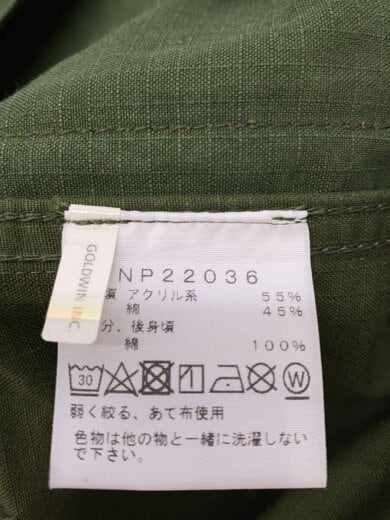 GOLDWIN INC.
NP22036
頃 アクリル系 55%
綿 45%
分、後身頃
綿 100%
30 W
弱く絞る、あて布使用
色物は他の物と一緒に洗濯しない
で下さい。